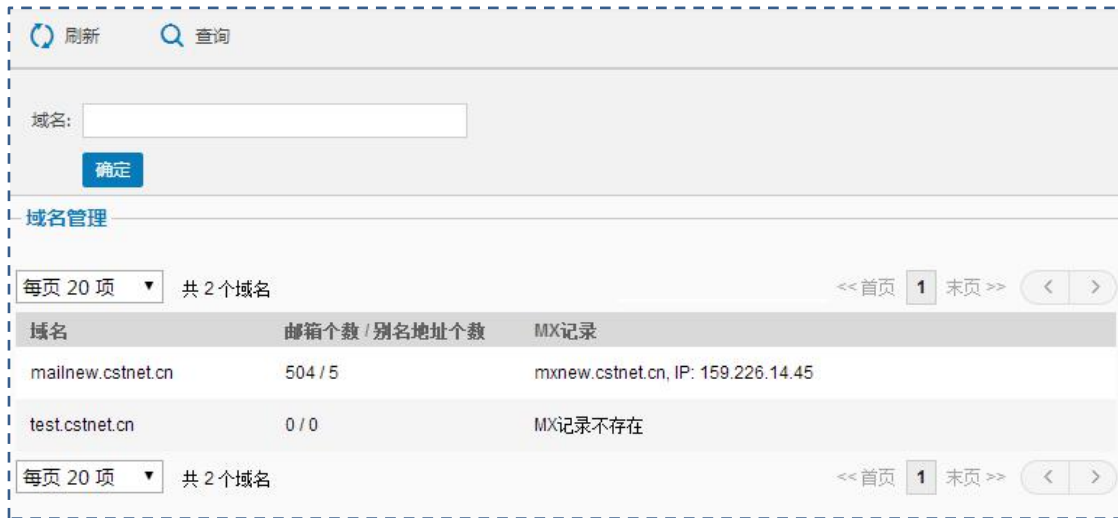 刷新 查询
域名:
确定
域名管理
每页 20 项 ▼ 共 2 个域名 <<首页 1 末页>> < >
域名 邮箱个数 / 别名地址个数 MX记录
mailnew.cstnet.cn 504 / 5 mxnew.cstnet.cn, IP: 159.226.14.45
test.cstnet.cn 0 / 0 MX记录不存在
每页 20 项 ▼ 共 2 个域名 <<首页 1 末页>> < >